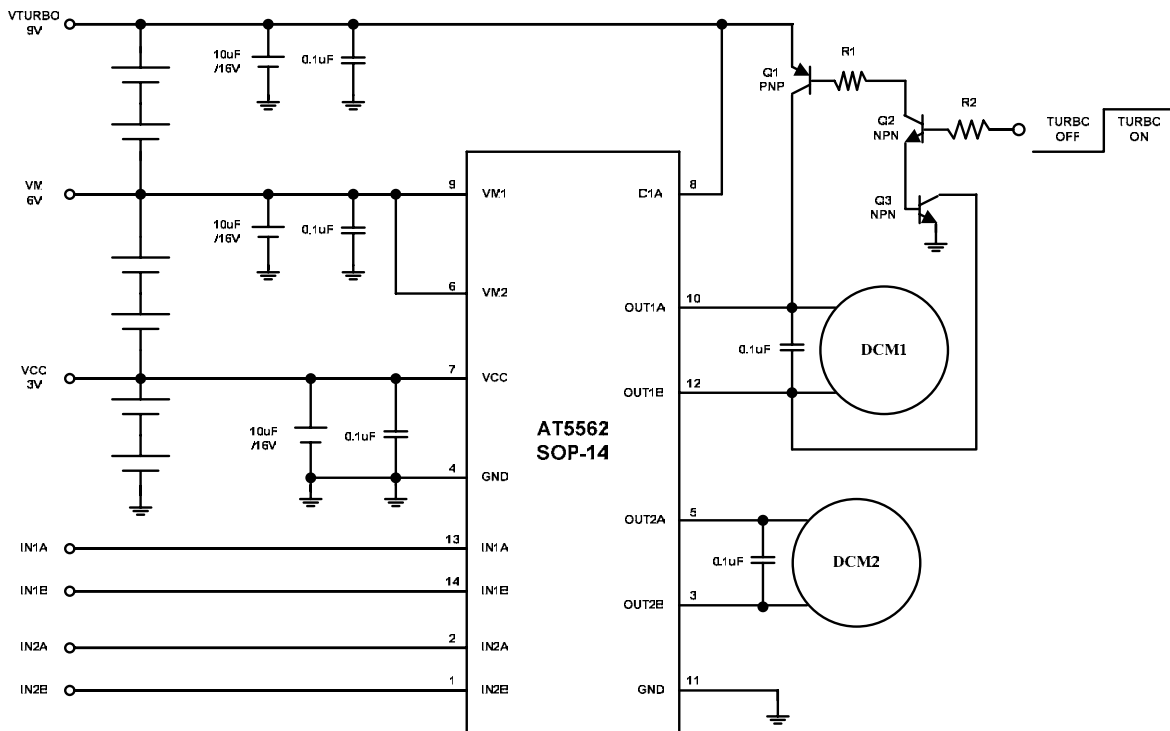 VTURBO
9V
10uF
/16V
0.1uF
Q1
PNP
R1
Q2
NPN
R2
TURBO
OFF
TURBO
ON
VM
6V
10uF
/16V
0.1uF
9
VM1
8
Q3
NPN
6
VM2
OUT1A
10
0.1uF
DCM1
VCC
3V
7
VCC
OUT1B
12
10uF
/16V
0.1uF
AT5562
SOP-14
4
GND
OUT2A
5
0.1uF
DCM2
IN1A
13
IN1A
IN1B
14
IN1B
OUT2B
3
IN2A
2
IN2A
IN2B
1
IN2B
GND
11